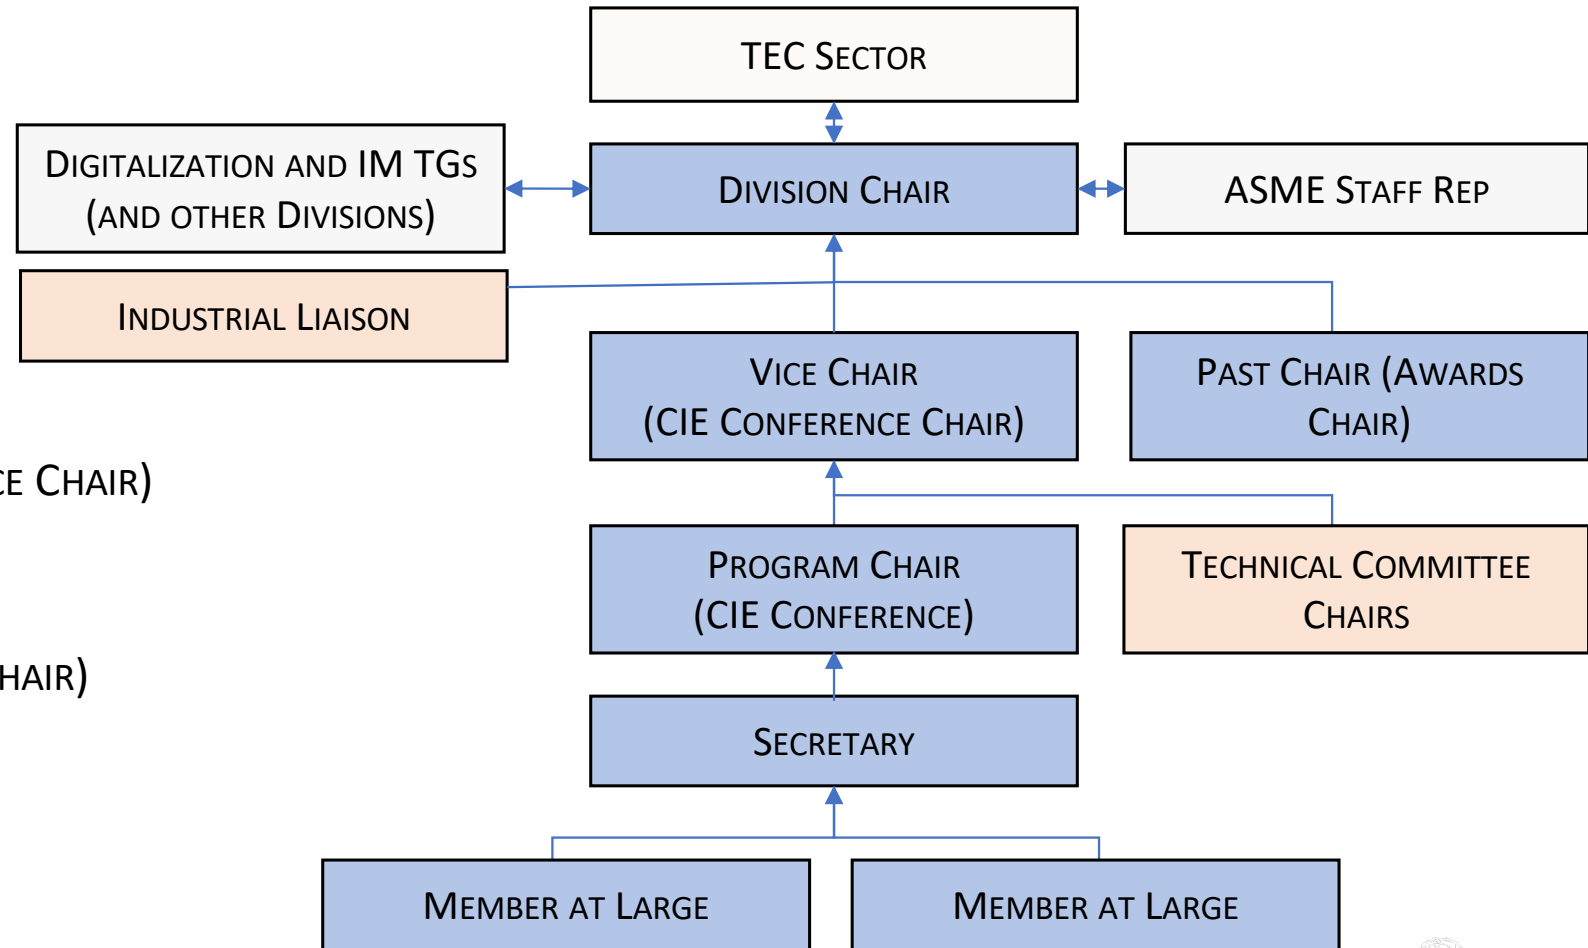 TEC Sector
Digitalization and IM TGs
(and other Divisions)
Division Chair
ASME Staff Rep
Industrial Liaison
Vice Chair
(CIE Conference Chair)
Past Chair (Awards
Chair)
Chair)
Program Chair
(CIE Conference)
Technical Committee
Chairs
Secretary
Member at Large
Member at Large